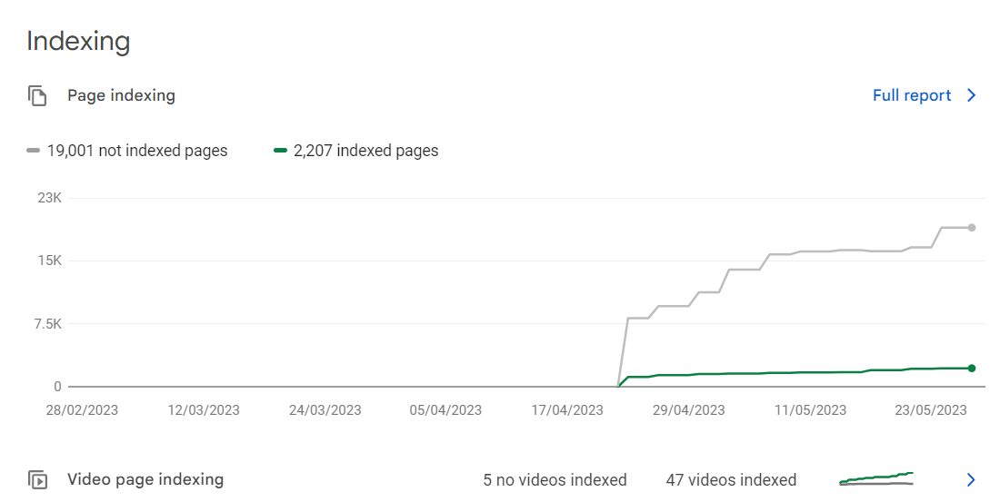 Indexing
Page indexing
Full report
19,001 not indexed pages
2,207 indexed pages
23K
15K
7.5K
0
28/02/2023 12/03/2023 24/03/2023 05/04/2023 17/04/2023 29/04/2023 11/05/2023 23/05/2023
Video page indexing
5 no videos indexed
47 videos indexed